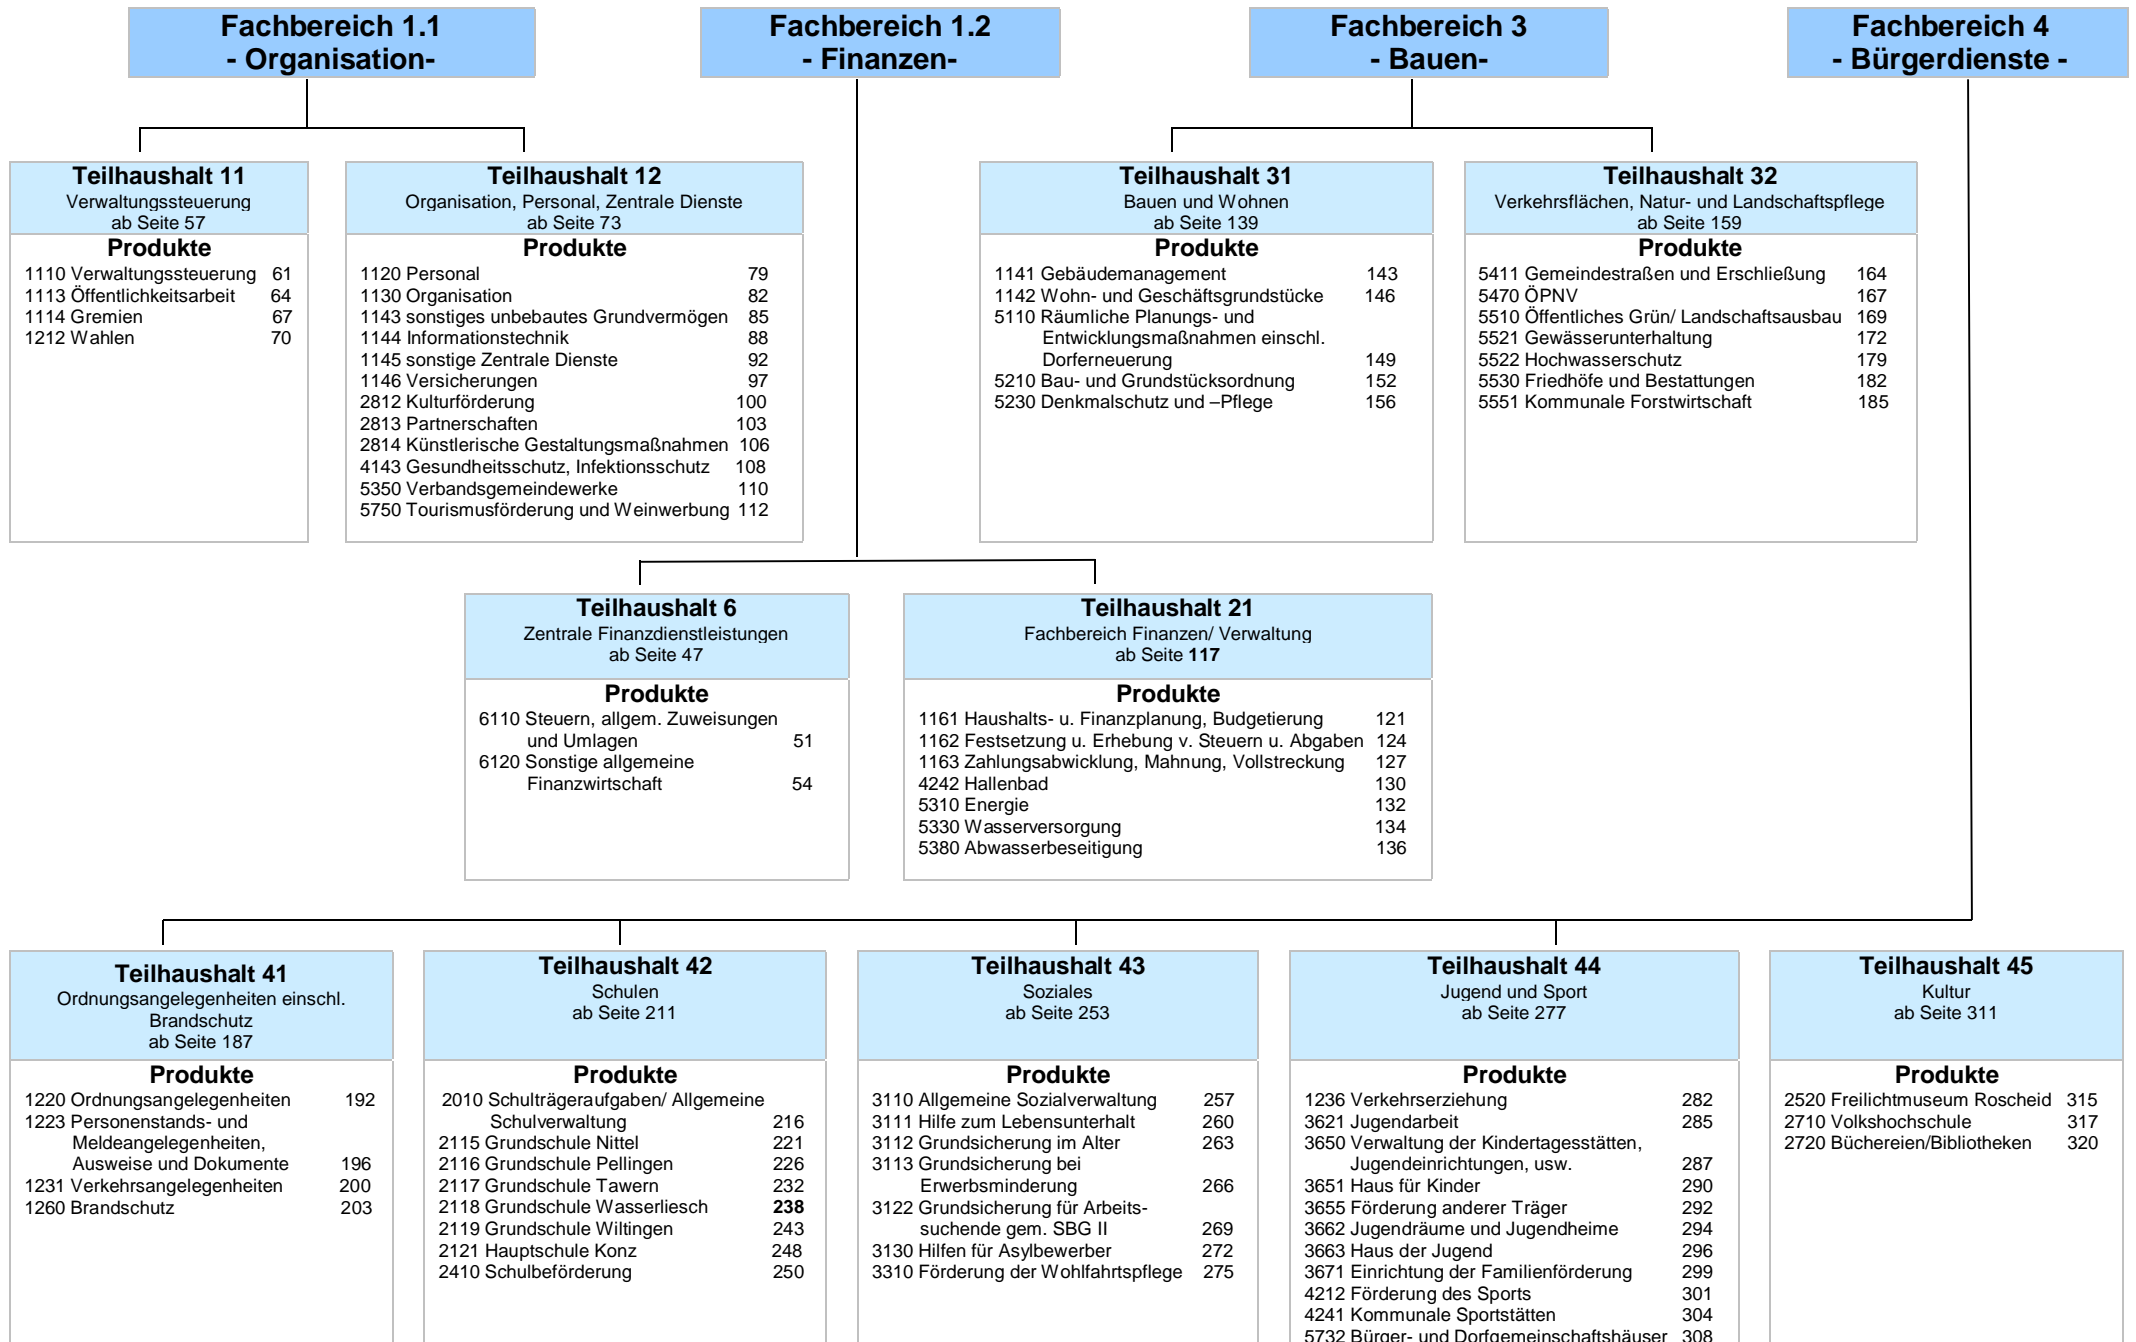 Fachbereich 1.1
- Organisation-
Fachbereich 1.2
- Finanzen-
Fachbereich 3
- Bauen-
Fachbereich 4
- Bürgerdienste -
Teilhaushalt 11
Verwaltungssteuerung
ab Seite 57
Produkte
1110 Verwaltungssteuerung 61
1113 Öffentlichkeitsarbeit 64
1114 Gremien 67
1212 Wahlen 70
Teilhaushalt 12
Organisation, Personal, Zentrale Dienste
ab Seite 73
Produkte
1120 Personal 79
1130 Organisation 82
1143 sonstiges unbebautes Grundvermögen 85
1144 Informationstechnik 88
1145 sonstige Zentrale Dienste 92
1146 Versicherungen 97
2812 Kulturförderung 100
2813 Partnerschaften 103
2814 Künstlerische Gestaltungsmaßnahmen 106
4143 Gesundheitsschutz, Infektionsschutz 108
5350 Verbandsgemeindewerke 110
5750 Tourismusförderung und Weinwerbung 112
Teilhaushalt 31
Bauen und Wohnen
ab Seite 139
Produkte
1141 Gebäudemanagement 143
1142 Wohn- und Geschäftsgrundstücke 146
5110 Räumliche Planungs- und
Entwicklungsmaßnahmen einschl.
Dorferneuerung 149
5210 Bau- und Grundstücksordnung 152
5230 Denkmalschutz und –Pflege 156
Teilhaushalt 32
Verkehrsflächen, Natur- und Landschaftspflege
ab Seite 159
Produkte
5411 Gemeindestraßen und Erschließung 164
5470 ÖPNV 167
5510 Öffentliches Grün/ Landschaftsausbau 169
5521 Gewässerunterhaltung 172
5522 Hochwasserschutz 179
5530 Friedhöfe und Bestattungen 182
5551 Kommunale Forstwirtschaft 185
Teilhaushalt 6
Zentrale Finanzdienstleistungen
ab Seite 47
Produkte
6110 Steuern, allgem. Zuweisungen
und Umlagen 51
6120 Sonstige allgemeine
Finanzwirtschaft 54
Teilhaushalt 21
Fachbereich Finanzen/ Verwaltung
ab Seite 117
Produkte
1161 Haushalts- u. Finanzplanung, Budgetierung 121
1162 Festsetzung u. Erhebung v. Steuern u. Abgaben 124
1163 Zahlungsabwicklung, Mahnung, Vollstreckung 127
4242 Hallenbad 130
5310 Energie 132
5330 Wasserversorgung 134
5380 Abwasserbeseitigung 136
Teilhaushalt 41
Ordnungsangelegenheiten einschl.
Brandschutz
ab Seite 187
Produkte
1220 Ordnungsangelegenheiten 192
1223 Personenstands- und
Meldeangelegenheiten,
Ausweise und Dokumente 196
1231 Verkehrsangelegenheiten 200
1260 Brandschutz 203
Teilhaushalt 42
Schulen
ab Seite 211
Produkte
2010 Schulträgeraufgaben/ Allgemeine
Schulverwaltung 216
2115 Grundschule Nittel 221
2116 Grundschule Pellingen 226
2117 Grundschule Tawern 232
2118 Grundschule Wasserliesch 238
2119 Grundschule Wiltingen 243
2121 Hauptschule Konz 248
2410 Schulbeförderung 250
Teilhaushalt 43
Soziales
ab Seite 253
Produkte
3110 Allgemeine Sozialverwaltung 257
3111 Hilfe zum Lebensunterhalt 260
3112 Grundsicherung im Alter 263
3113 Grundsicherung bei
Erwerbsminderung 266
3122 Grundsicherung für Arbeits-
suchende gem. SBG II 269
3130 Hilfen für Asylbewerber 272
3310 Förderung der Wohlfahrtspflege 275
Teilhaushalt 44
Jugend und Sport
ab Seite 277
Produkte
1236 Verkehrserziehung 282
3621 Jugendarbeit 285
3650 Verwaltung der Kindertagesstätten,
Jugendeinrichtungen, usw. 287
3651 Haus für Kinder 290
3655 Förderung anderer Träger 292
3662 Jugendräume und Jugendheime 294
3663 Haus der Jugend 296
3671 Einrichtung der Familienförderung 299
4212 Förderung des Sports 301
4241 Kommunale Sportstätten 304
5732 Bürger- und Dorfgemeinschaftshäuser 308
Teilhaushalt 45
Kultur
ab Seite 311
Produkte
2520 Freilichtmuseum Roscheid 315
2710 Volkshochschule 317
2720 Büchereien/Bibliotheken 320